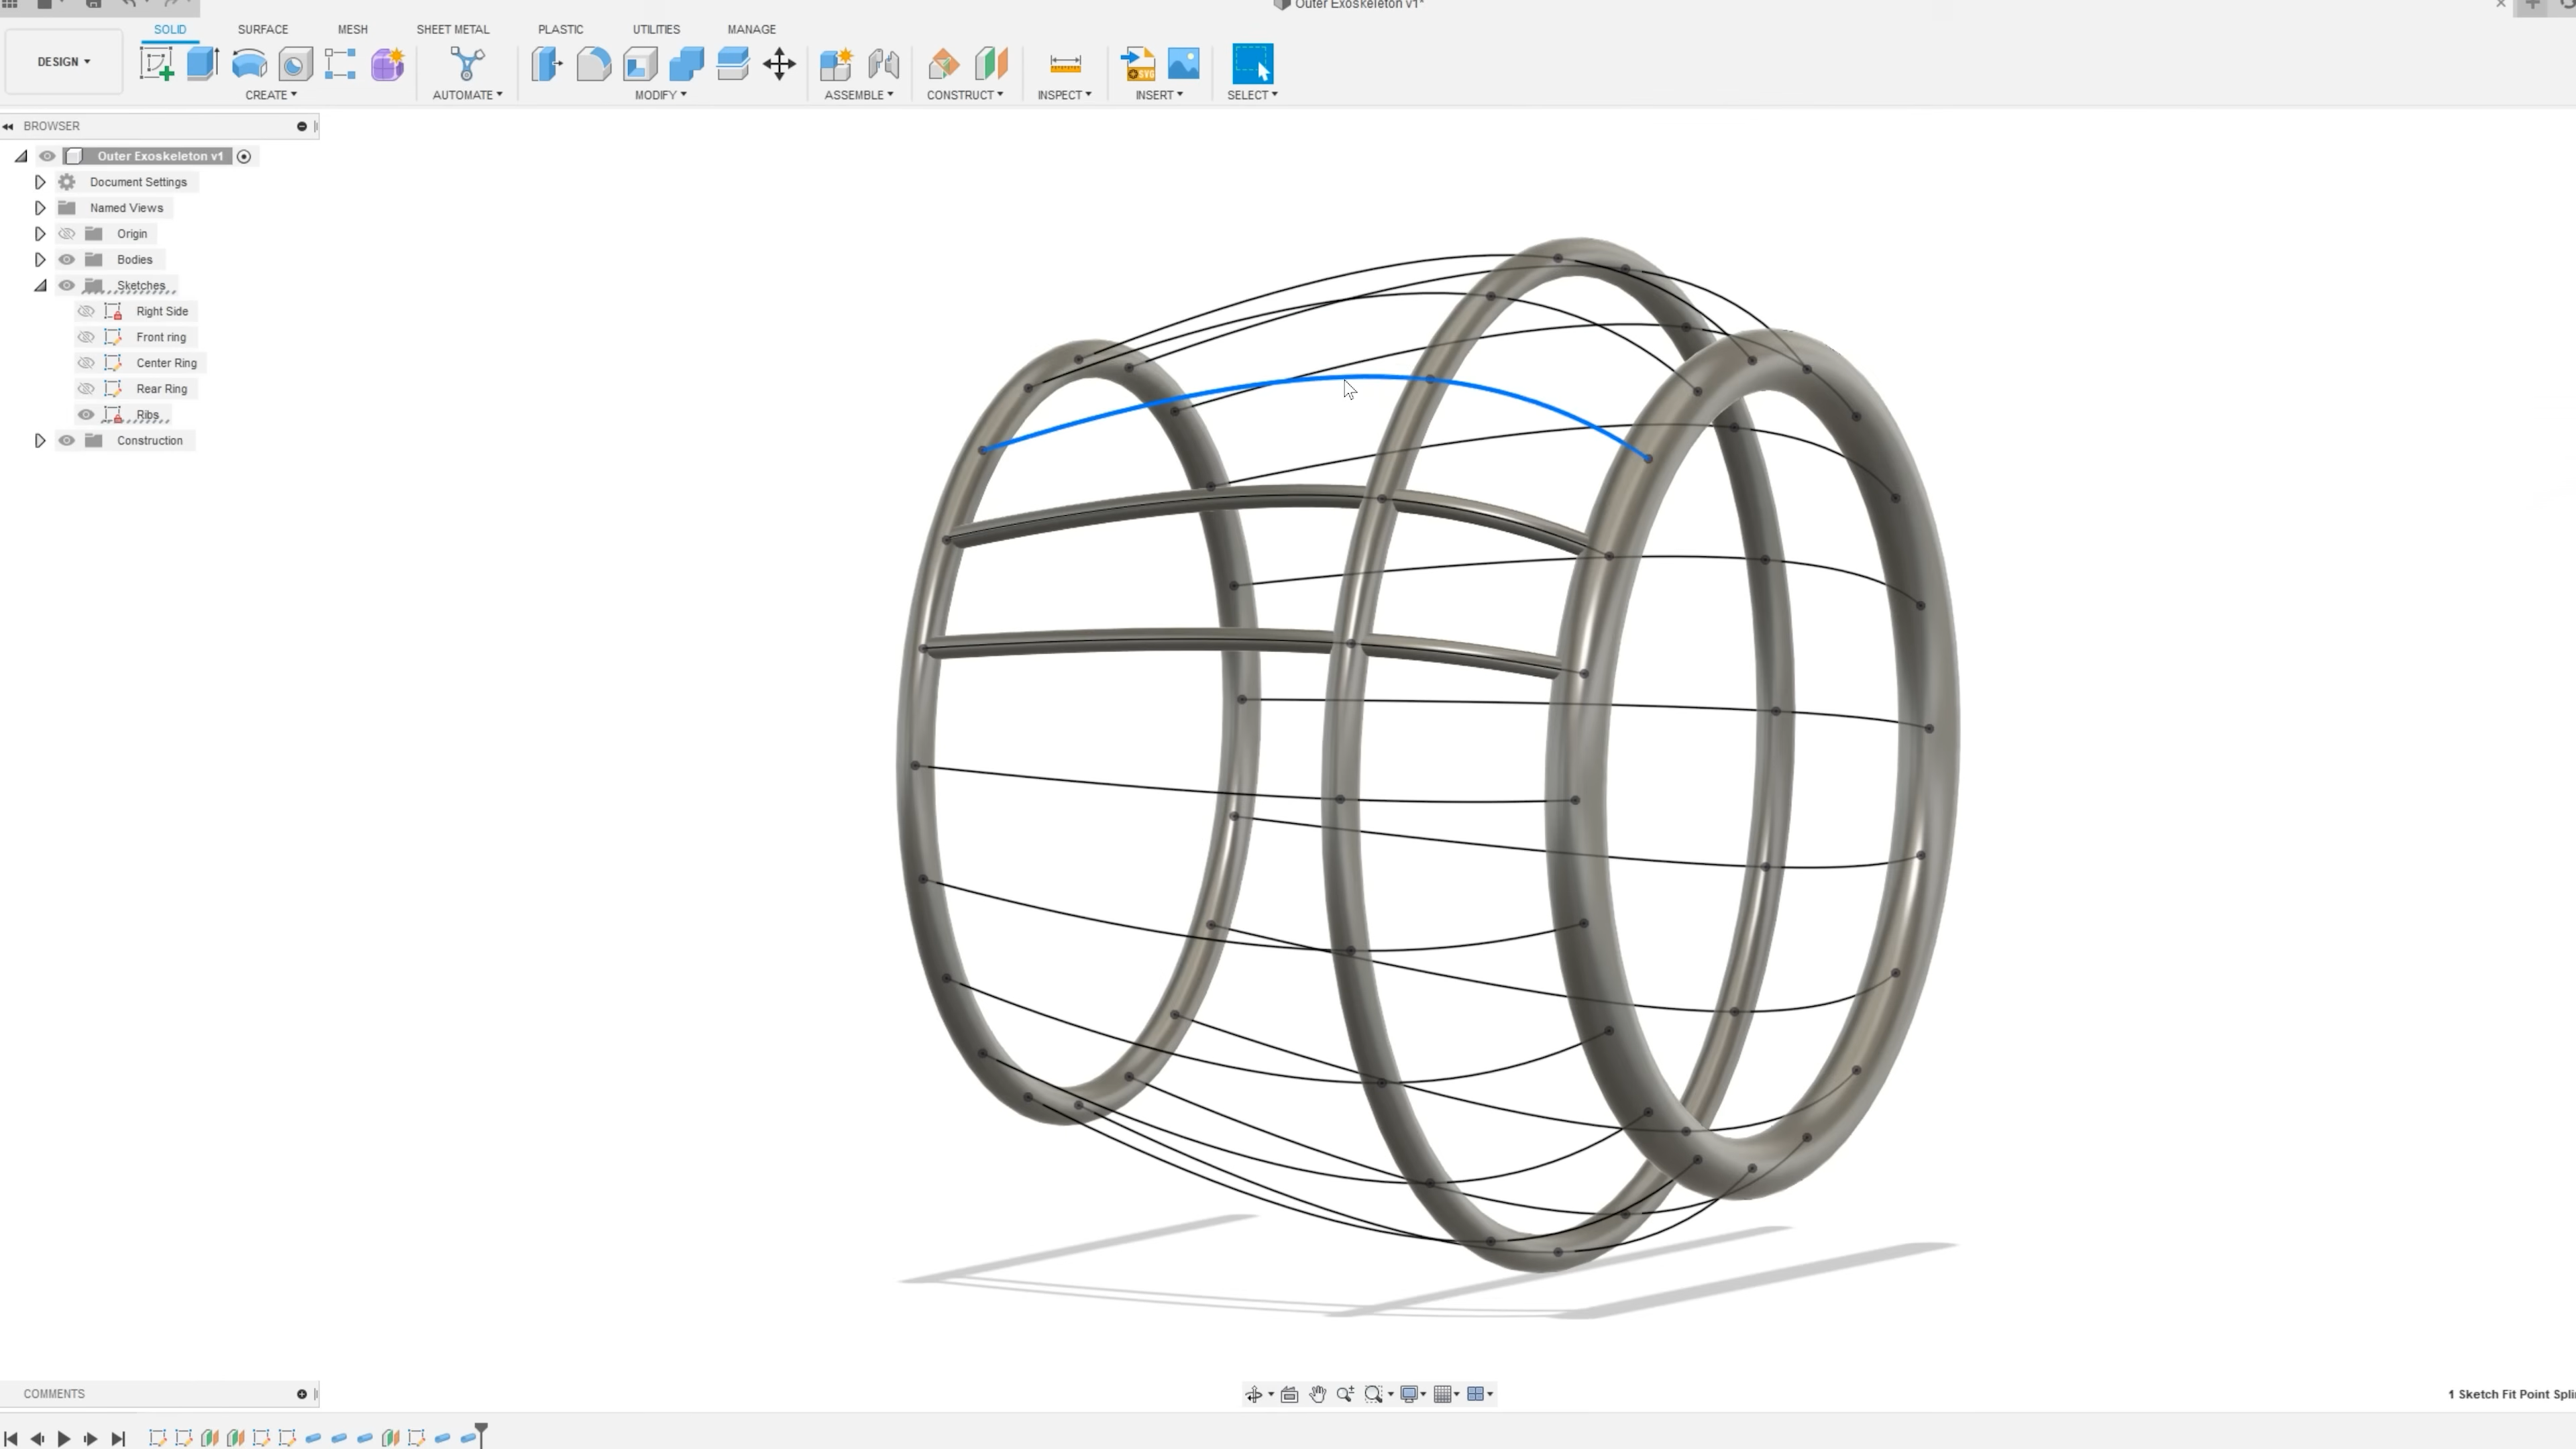 Outer Exoskeleton v1*
SOLID SURFACE MESH SHEET METAL PLASTIC UTILITIES MANAGE
DESIGN
CREATE AUTOMATE MODIFY ASSEMBLE CONSTRUCT INSPECT INSERT SELECT
SVG
BROWSER
Outer Exoskeleton v1
Document Settings
Named Views
Origin
Bodies
Sketches
Right Side
Front ring
Center Ring
Rear Ring
Ribs
Construction
COMMENTS
1 Sketch Fit Point Spli